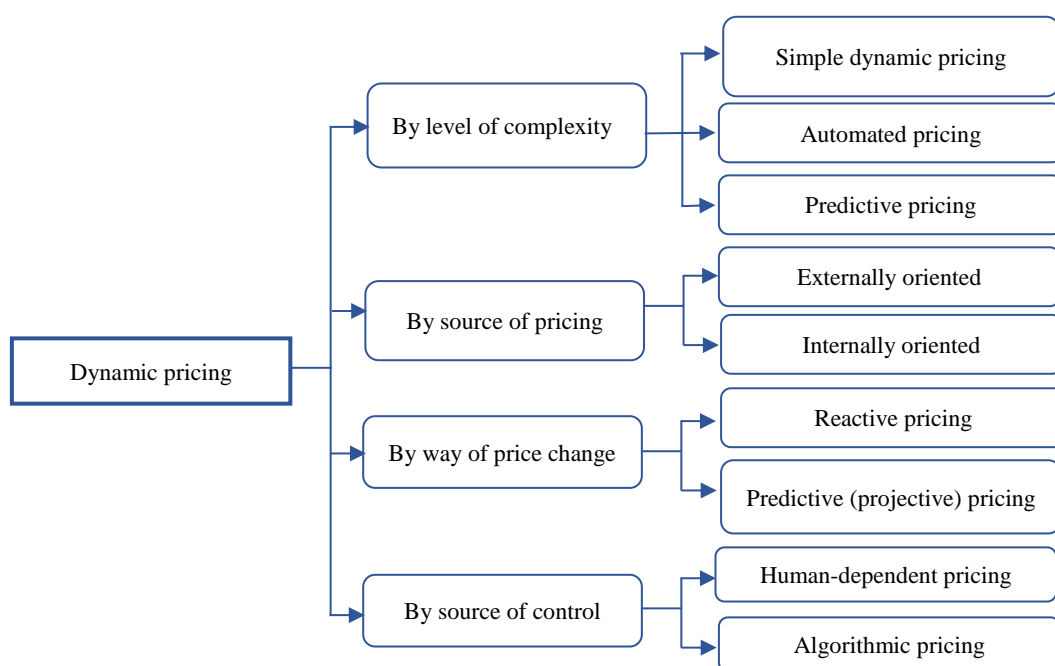 Dynamic pricing
By level of complexity
Simple dynamic pricing
Automated pricing
Predictive pricing
By source of pricing
Externally oriented
Internally oriented
By way of price change
Reactive pricing
Predictive (projective) pricing
By source of control
Human-dependent pricing
Algorithmic pricing